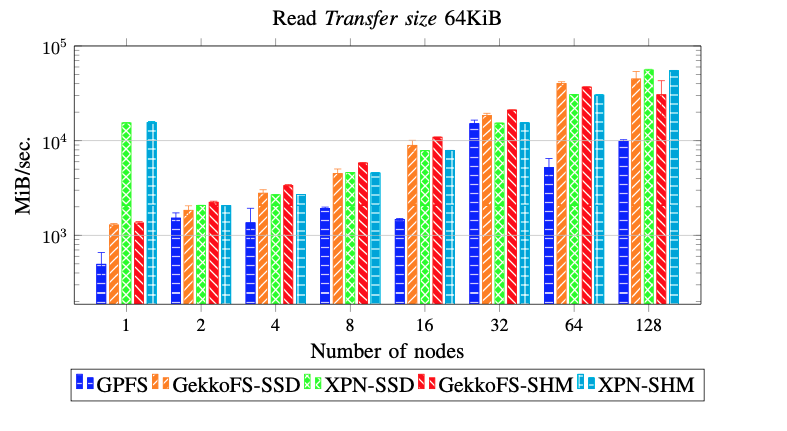 Read Transfer size 64KiB
10^5
10^4
10^3
MiB/sec.
1 2 4 8 16 32 64 128
Number of nodes
GPFS GekkoFS-SSD XPN-SSD GekkoFS-SHM XPN-SHM